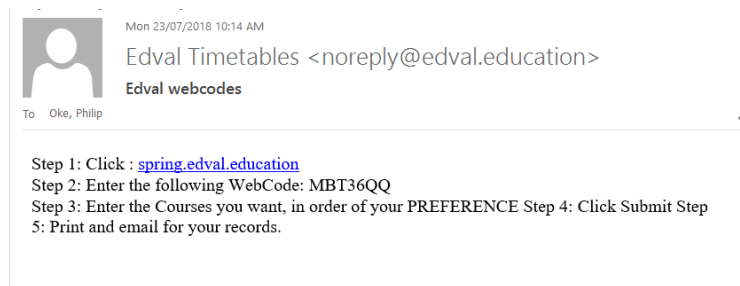 Mon 23/07/2018 10:14 AM
Edval Timetables <noreply@edval.education>
Edval webcodes
To Oke, Philip
Step 1: Click : spring.edval.education
Step 2: Enter the following WebCode: MBT36QQ
Step 3: Enter the Courses you want, in order of your PREFERENCE Step 4: Click Submit Step
5: Print and email for your records.